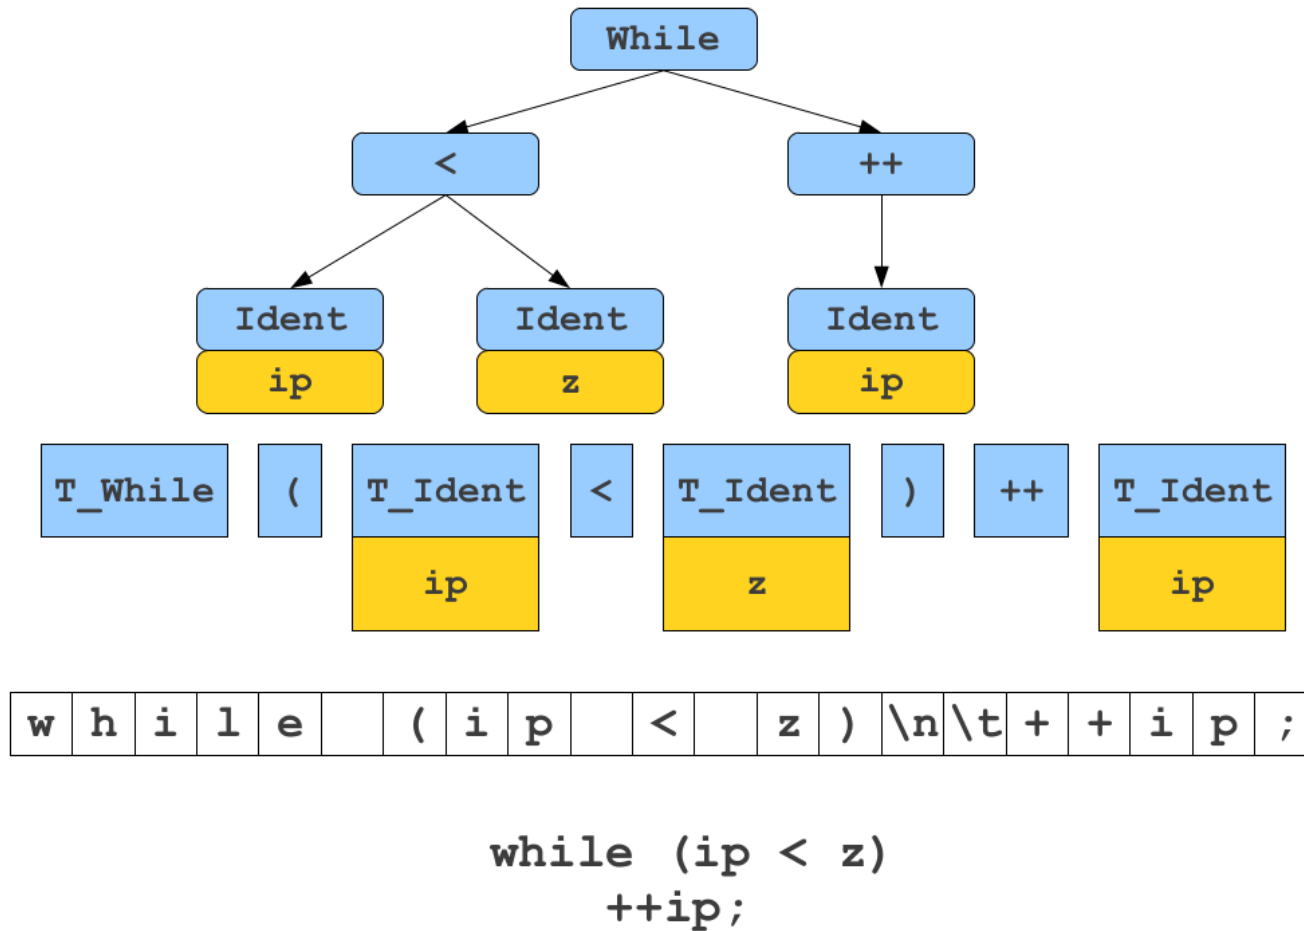 While
< ++
Ident Ident Ident
ip z ip
T_While ( T_Ident < T_Ident ) ++ T_Ident
ip z ip
w h i l e ( i p < z ) \n \t + + i p ;
while (ip < z)
++ip;